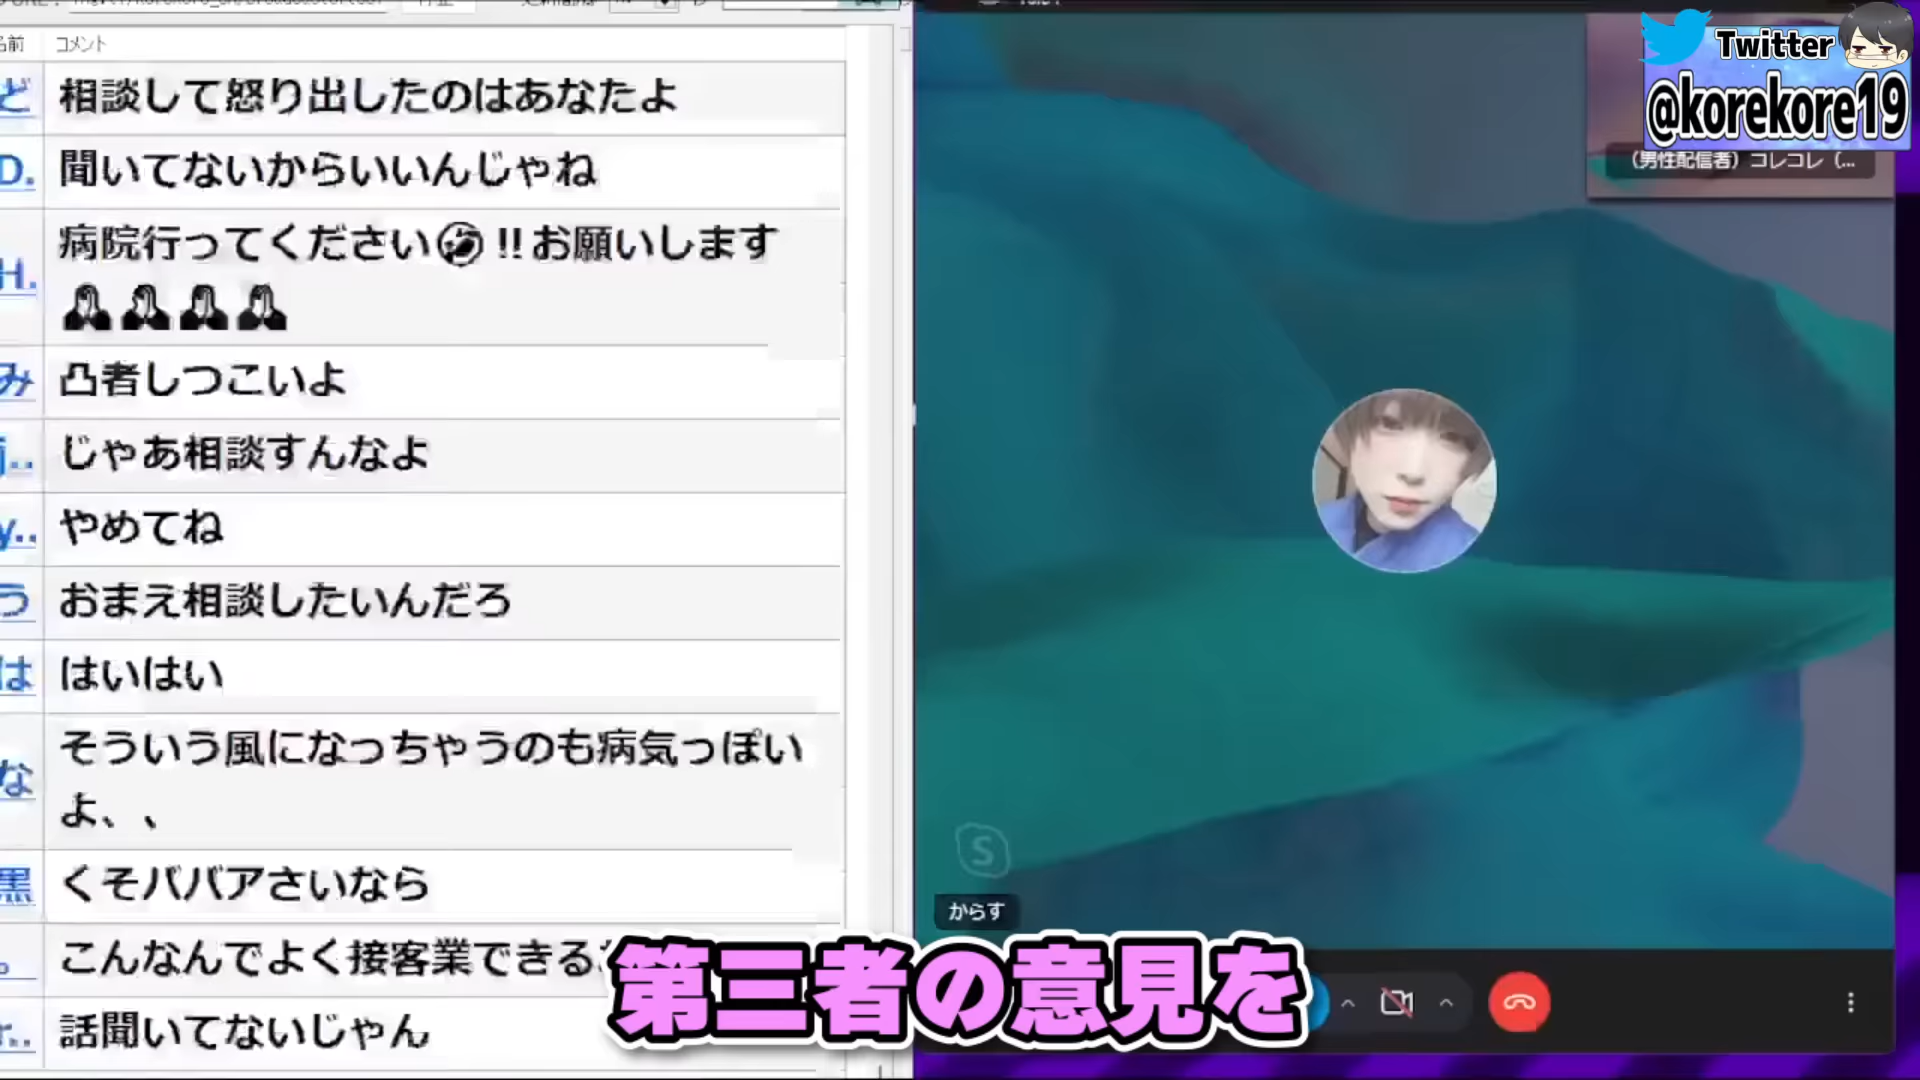 名前 コメント
ど 相談して怒り出したのはあなたよ
D. 聞いてないからいいんじゃね
H. 病院行ってください🤣‼お願いします
み 凸者しつこいよ
じゃあ相談すんなよ
y.. やめてね
う おまえ相談したいんだろ
は はいはい
な そういう風になっちゃうのも病気っぽい
よ、、
黒 くそババアさいなら
。 こんなんでよく接客業できる
r.. 話聞いてないじゃん
Twitter
@korekore19
（男性配信者）コレコレ（...
からす
第三者の意見を